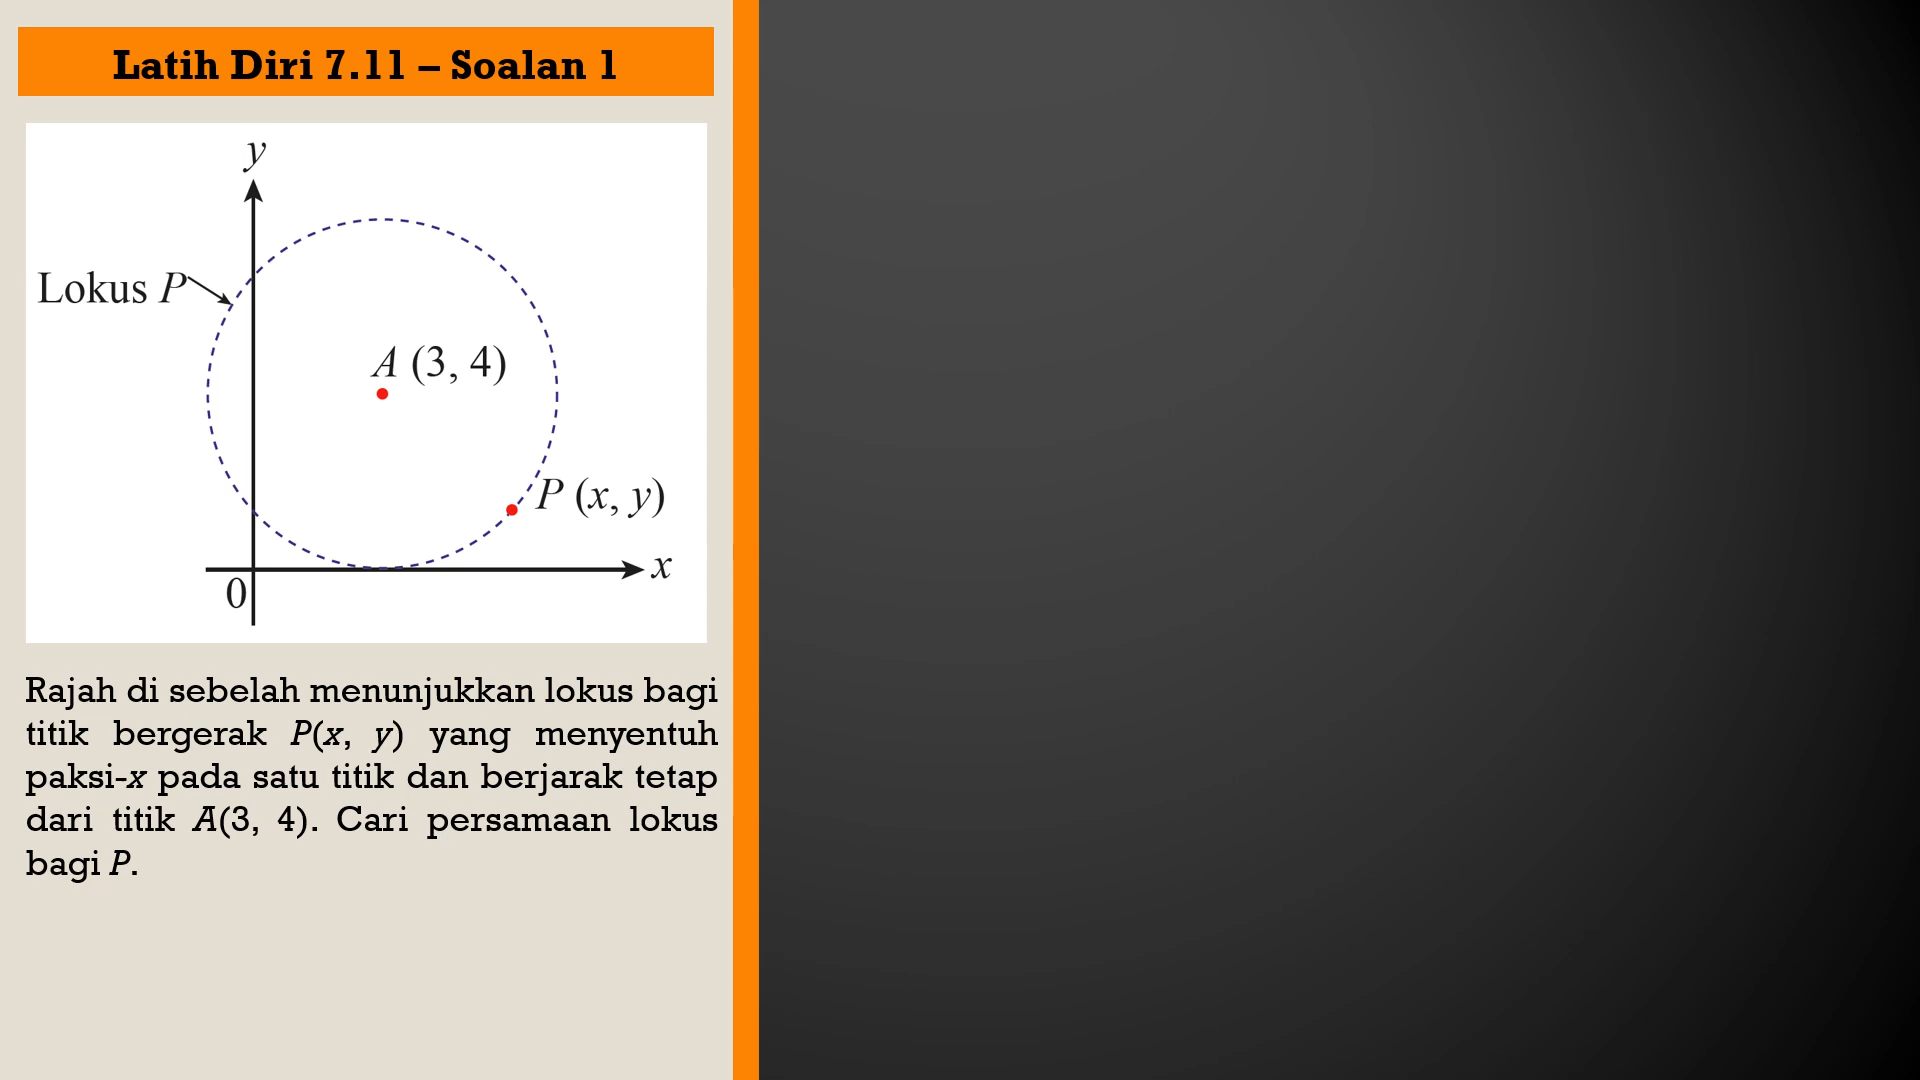 Latih Diri 7.11 – Soalan 1
y
Lokus P
A (3, 4)
P (x, y)
x
0
Rajah di sebelah menunjukkan lokus bagi
titik bergerak P(x, y) yang menyentuh
paksi-x pada satu titik dan berjarak tetap
dari titik A(3, 4). Cari persamaan lokus
bagi P.